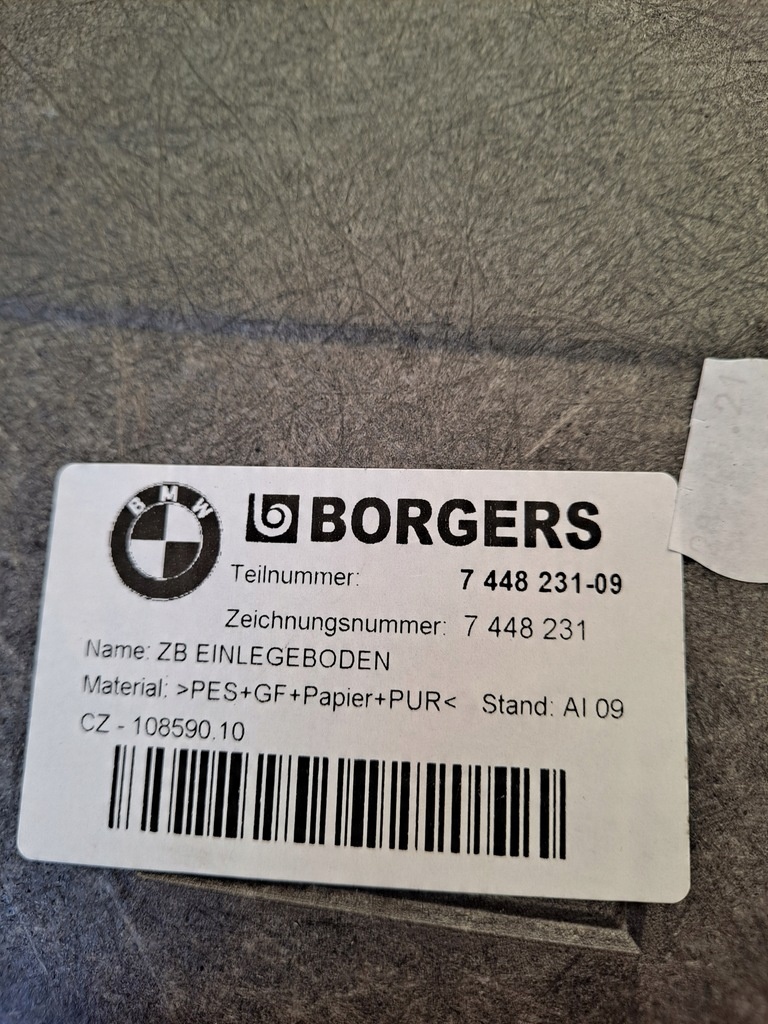 BMW
BORGERS
Teilnummer: 7 448 231-09
Zeichnungsnummer: 7 448 231
Name: ZB EINLEGEBODEN
Material: >PES+GF+Papier+PUR< Stand: AI 09
CZ - 108590.10